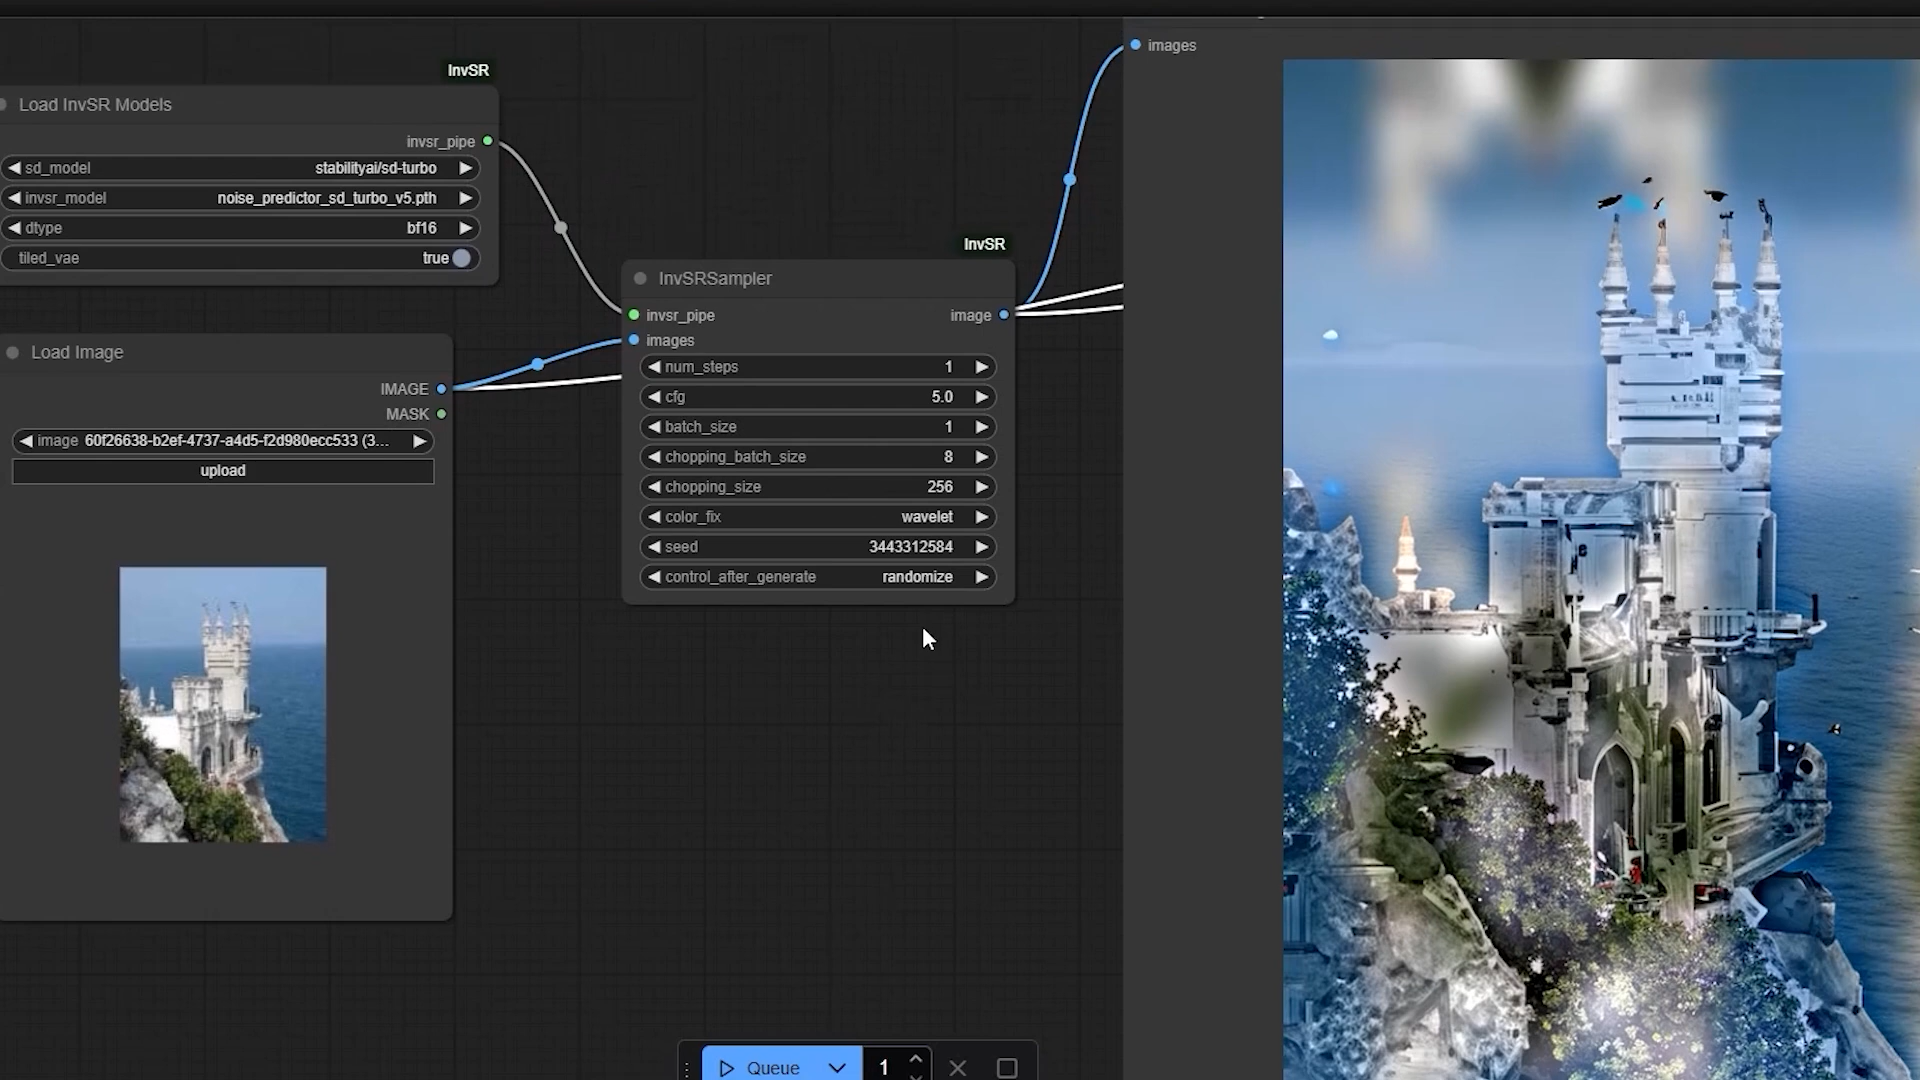 InvSR
Load InvSR Models
invsr_pipe
sd_model stabilityai/sd-turbo
invsr_model noise_predictor_sd_turbo_v5.pth
dtype bf16
tiled_vae true
Load Image
IMAGE
MASK
image 60f26638-b2ef-4737-a4d5-f2d980ecc533 (3...
upload
InvSR
InvSRSampler
invsr_pipe image
images
num_steps 1
cfg 5.0
batch_size 1
chopping_batch_size 8
chopping_size 256
color_fix wavelet
seed 3443312584
control_after_generate randomize
images
Queue 1